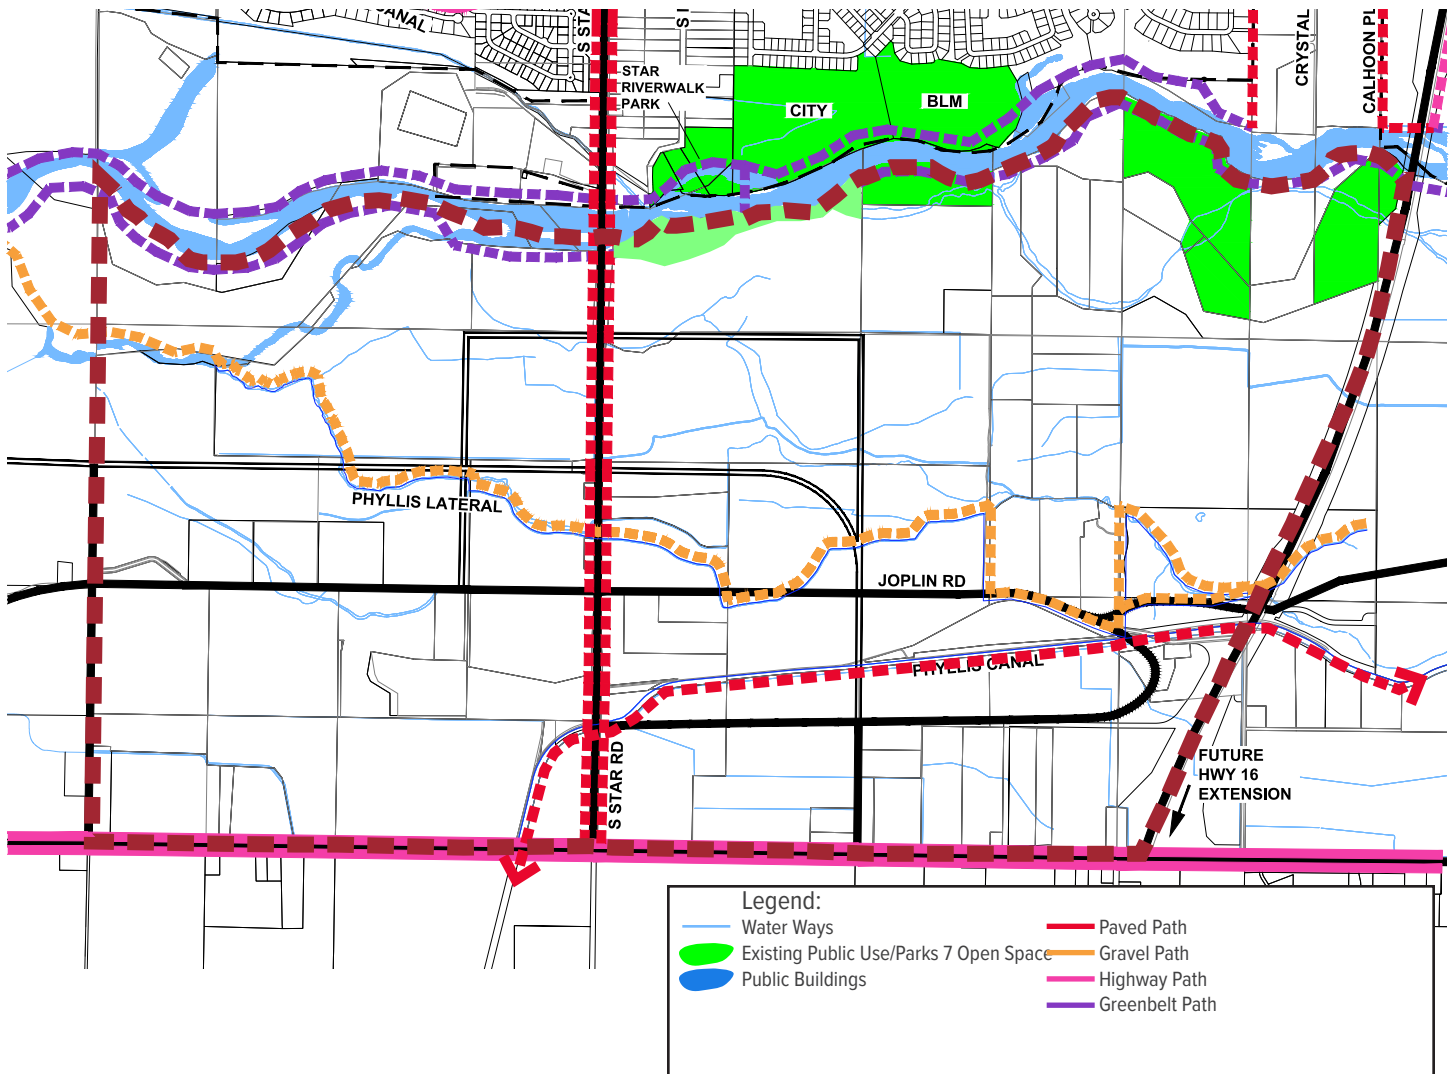 CANAL
S STA
S I
STAR
RIVERWALK
PARK
CITY
BLM
CRYSTAL
CALHOON PL
PHYLLIS LATERAL
JOPLIN RD
PHYLLIS CANAL
S STAR RD
FUTURE
HWY 16
EXTENSION
Legend:
Water Ways
Existing Public Use/Parks 7 Open Space
Public Buildings
Paved Path
Gravel Path
Highway Path
Greenbelt Path